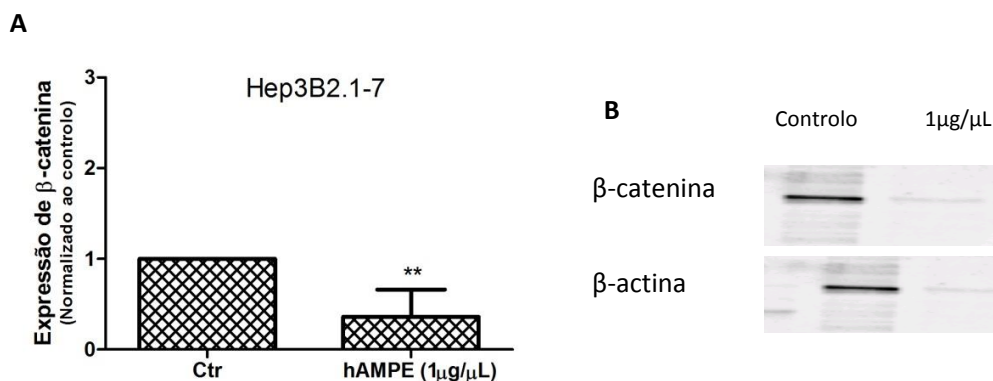 A
Hep3B2.1-7
Expressão de β-catenina
(Normalizado ao controlo)
3
2
1
0
**
Ctr
hAMPE (1µg/µL)
B
Controlo
1µg/µL
β-catenina
β-actina